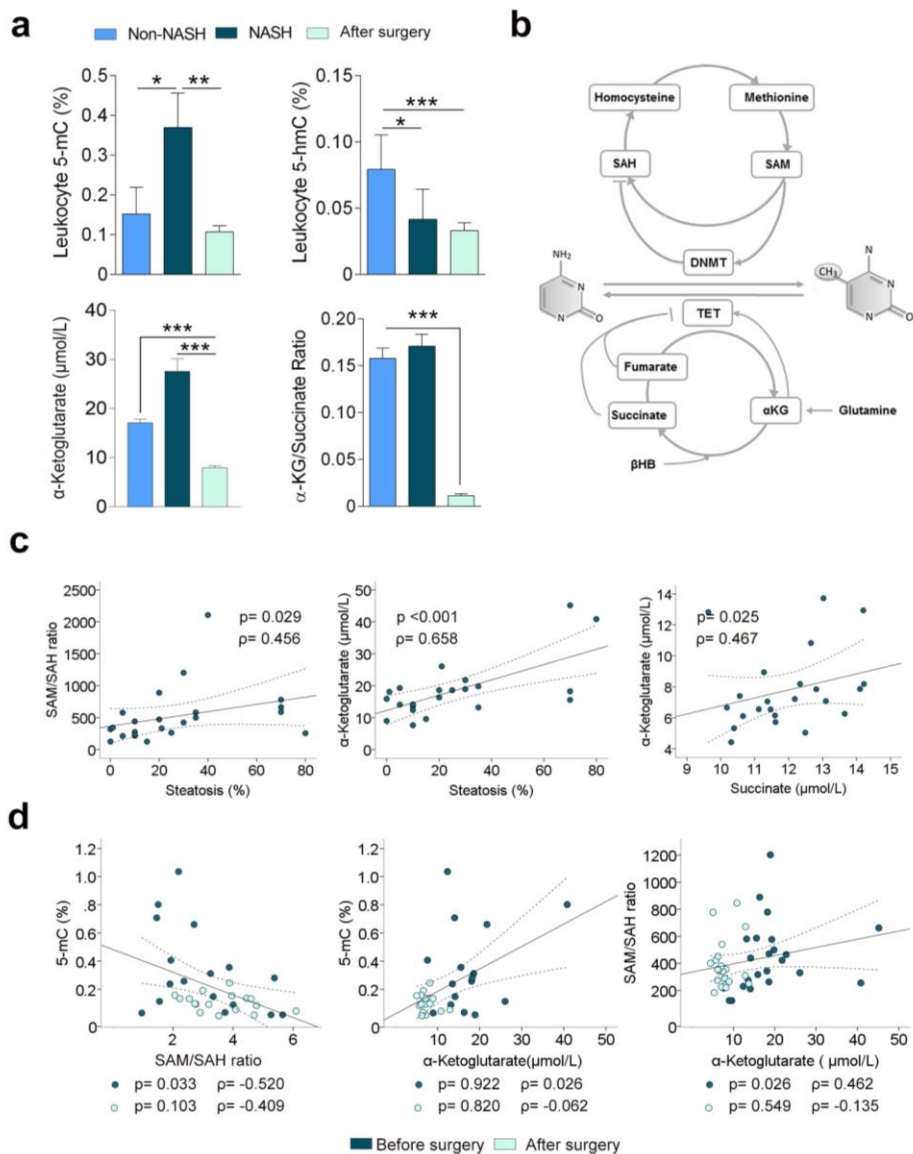 a
Non-NASH NASH After surgery
Leukocyte 5-mC (%)
0.5
0.4
0.3
0.2
0.1
0
* **
Leukocyte 5-hmC (%)
0.15
0.10
0.05
0.00
***
*
α-Ketoglutarate (μmol/L)
40
30
20
10
0
***
***
α-KG/Succinate Ratio
0.20
0.15
0.10
0.05
0.00
***
b
Homocysteine Methionine
SAH SAM
DNMT
NH₂
N
N
O
N
CH₃
N
N
O
TET
Fumarate
Succinate αKG Glutamine
βHB
c
SAM/SAH ratio
2500
2000
1500
1000
500
0
p= 0.029
ρ= 0.456
0 20 40 60 80
Steatosis (%)
α-Ketoglutarate (μmol/L)
50
40
30
20
10
0
p <0.001
ρ= 0.658
0 20 40 60 80
Steatosis (%)
α-Ketoglutarate (μmol/L)
14
12
10
8
6
4
p= 0.025
ρ= 0.467
9 10 11 12 13 14 15
Succinate (μmol/L)
d
5-mC (%)
1.2
1.0
0.8
0.6
0.4
0.2
0
0 2.0 4 6
SAM/SAH ratio
p= 0.033 ρ= -0.520
p= 0.103 ρ= -0.409
5-mC (%)
1.2
1.0
0.8
0.6
0.4
0.2
0
0 10 20 30 40 50
α-Ketoglutarate(μmol/L)
p= 0.922 ρ= 0.026
p= 0.820 ρ= -0.062
SAM/SAH ratio
1200
1000
800
600
400
200
0
10 20 30 40 50
α-Ketoglutarate ( μmol/L)
p= 0.026 ρ= 0.462
p= 0.549 ρ= -0.135
Before surgery After surgery